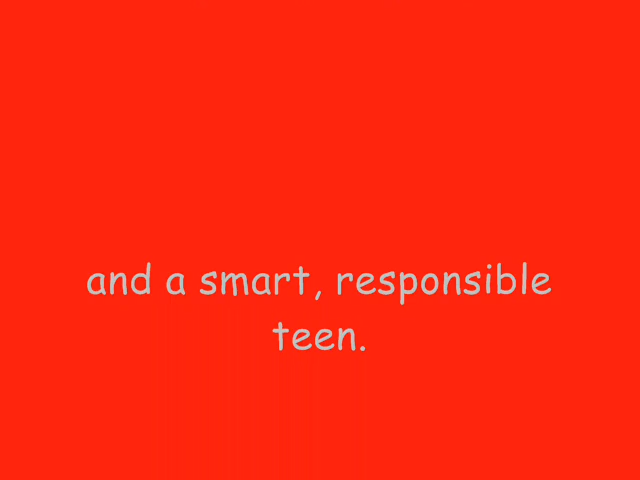 and a smart, responsible
teen.